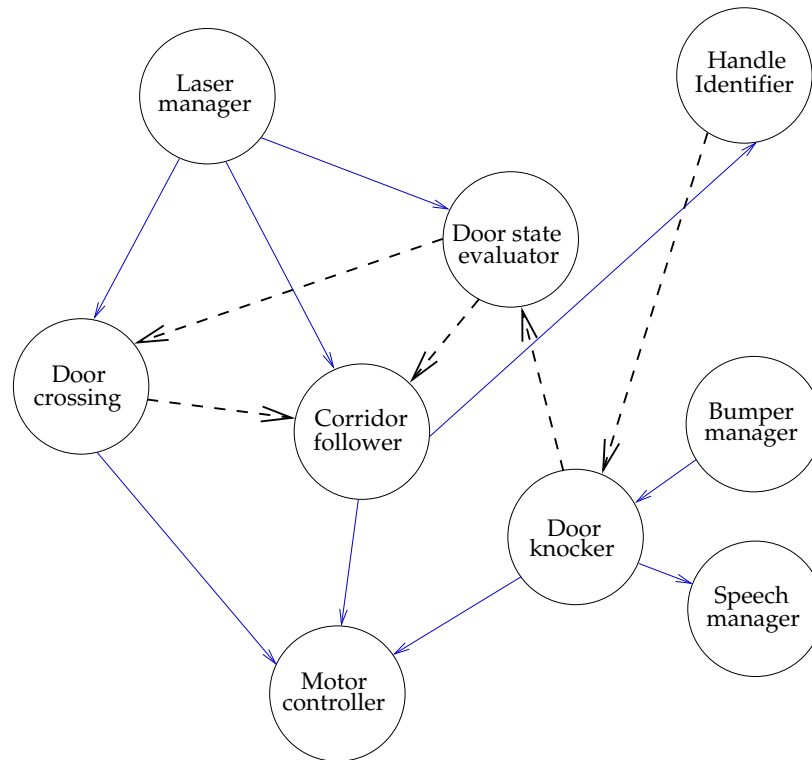 Laser
manager
Handle
Identifier
Door state
evaluator
Door
crossing
Corridor
follower
Bumper
manager
Door
knocker
Speech
manager
Motor
controller